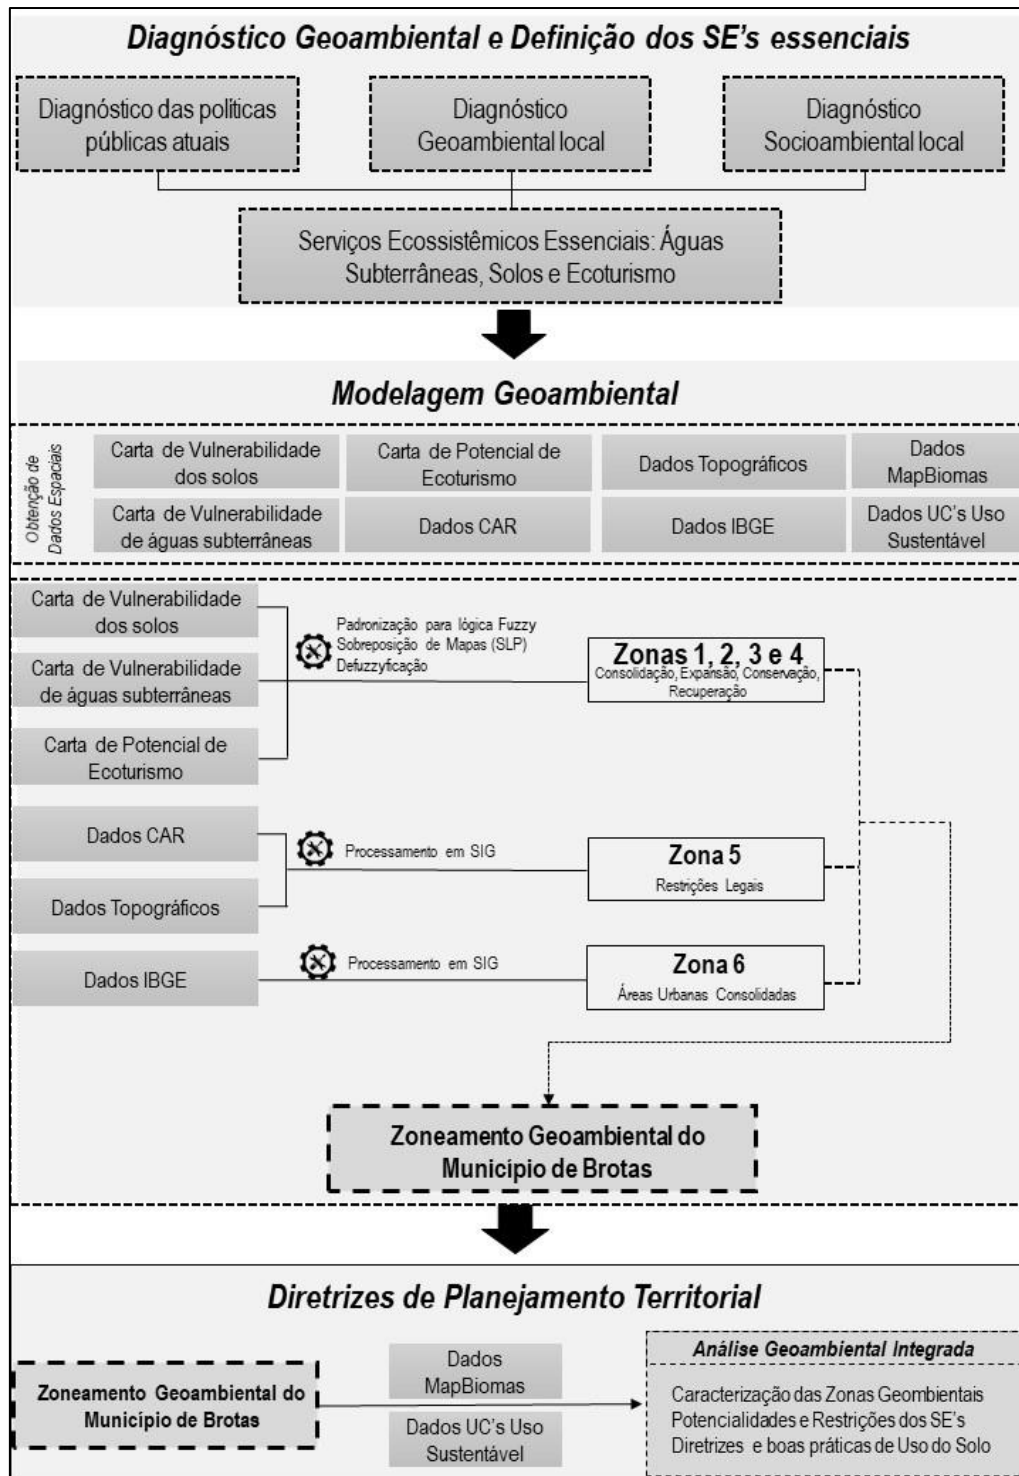 Diagnóstico Geoambiental e Definição dos SE's essenciais
Diagnóstico das políticas
públicas atuais
Diagnóstico
Geoambiental local
Diagnóstico
Socioambiental local
Serviços Ecossistêmicos Essenciais: Águas
Subterrâneas, Solos e Ecoturismo
Modelagem Geoambiental
Obtenção de
Dados Espaciais
Carta de Vulnerabilidade
dos solos
Carta de Potencial de
Ecoturismo
Dados Topográficos
Dados
MapBiomas
Carta de Vulnerabilidade
de águas subterrâneas
Dados CAR
Dados IBGE
Dados UC's Uso
Sustentável
Carta de Vulnerabilidade
dos solos
Carta de Vulnerabilidade
de águas subterrâneas
Carta de Potencial de
Ecoturismo
Padronização para lógica Fuzzy
Sobreposição de Mapas (SLP)
Defuzzyficação
Zonas 1, 2, 3 e 4
Consolidação, Expansão, Conservação,
Recuperação
Dados CAR
Dados Topográficos
Processamento em SIG
Zona 5
Restrições Legais
Dados IBGE
Processamento em SIG
Zona 6
Áreas Urbanas Consolidadas
Zoneamento Geoambiental do
Município de Brotas
Diretrizes de Planejamento Territorial
Zoneamento Geoambiental do
Município de Brotas
Dados
MapBiomas
Dados UC's Uso
Sustentável
Análise Geoambiental Integrada
Caracterização das Zonas Geombientais
Potencialidades e Restrições dos SE's
Diretrizes e boas práticas de Uso do Solo